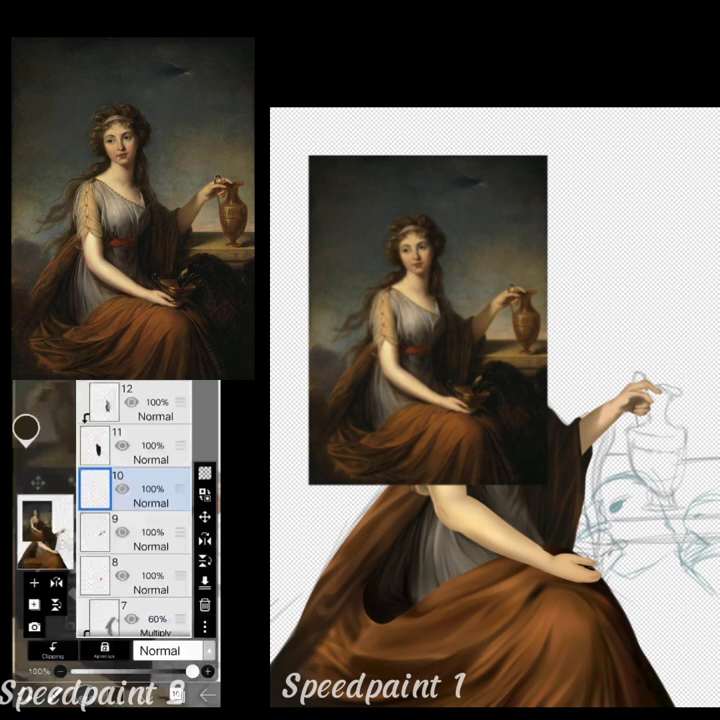 12
100%
Normal
11
100%
Normal
10
100%
Normal
9
100%
Normal
8
100%
Normal
7
60%
Multiply
Clipping
Normal
100%
Speedpaint
Speedpaint 1